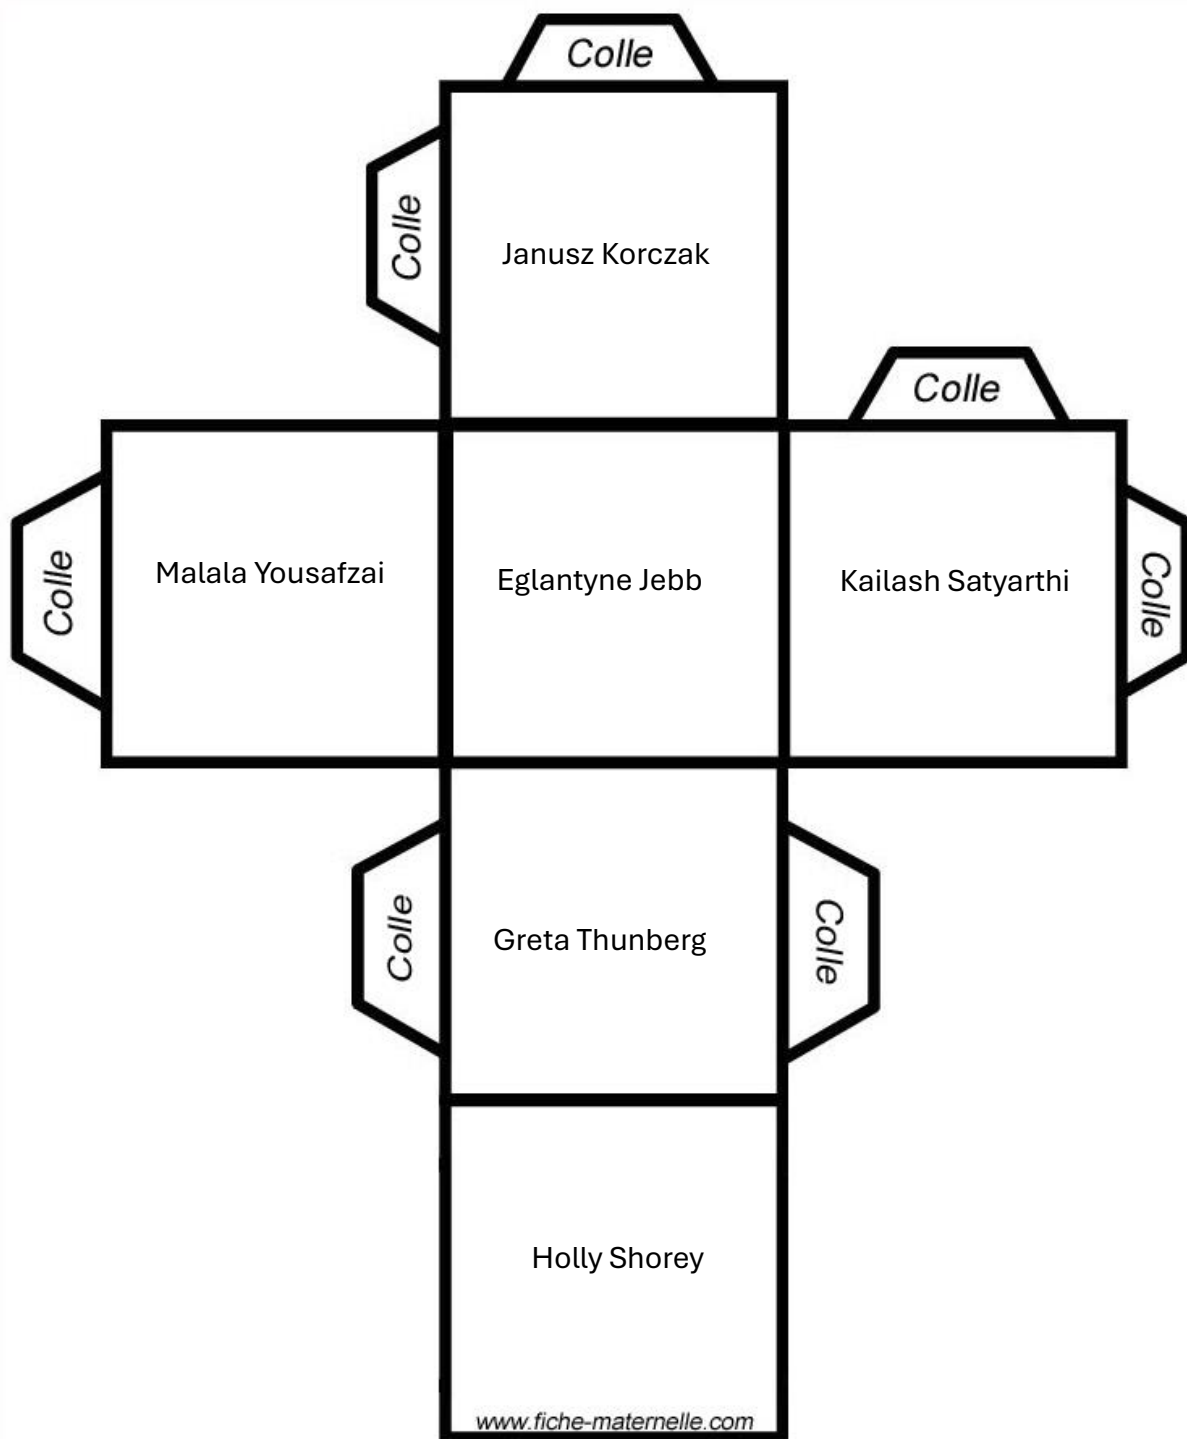 Colle
Colle
Janusz Korczak
Colle
Colle
Malala Yousafzai
Eglantyne Jebb
Kailash Satyarthi
Colle
Colle
Greta Thunberg
Colle
Holly Shorey
www.fiche-maternelle.com